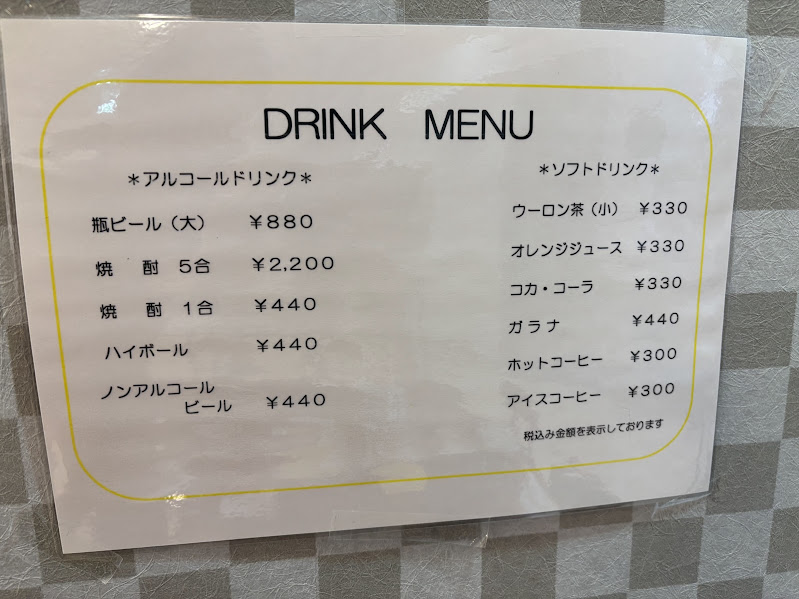 DRINK MENU
＊アルコールドリンク＊
瓶ビール（大） ￥８８０
焼 酎 ５合 ￥２,２００
焼 酎 １合 ￥４４０
ハイボール ￥４４０
ノンアルコール
ビール ￥４４０
＊ソフトドリンク＊
ウーロン茶（小） ￥３３０
オレンジジュース ￥３３０
コカ・コーラ ￥３３０
ガラナ ￥４４０
ホットコーヒー ￥３００
アイスコーヒー ￥３００
税込み金額を表示しております